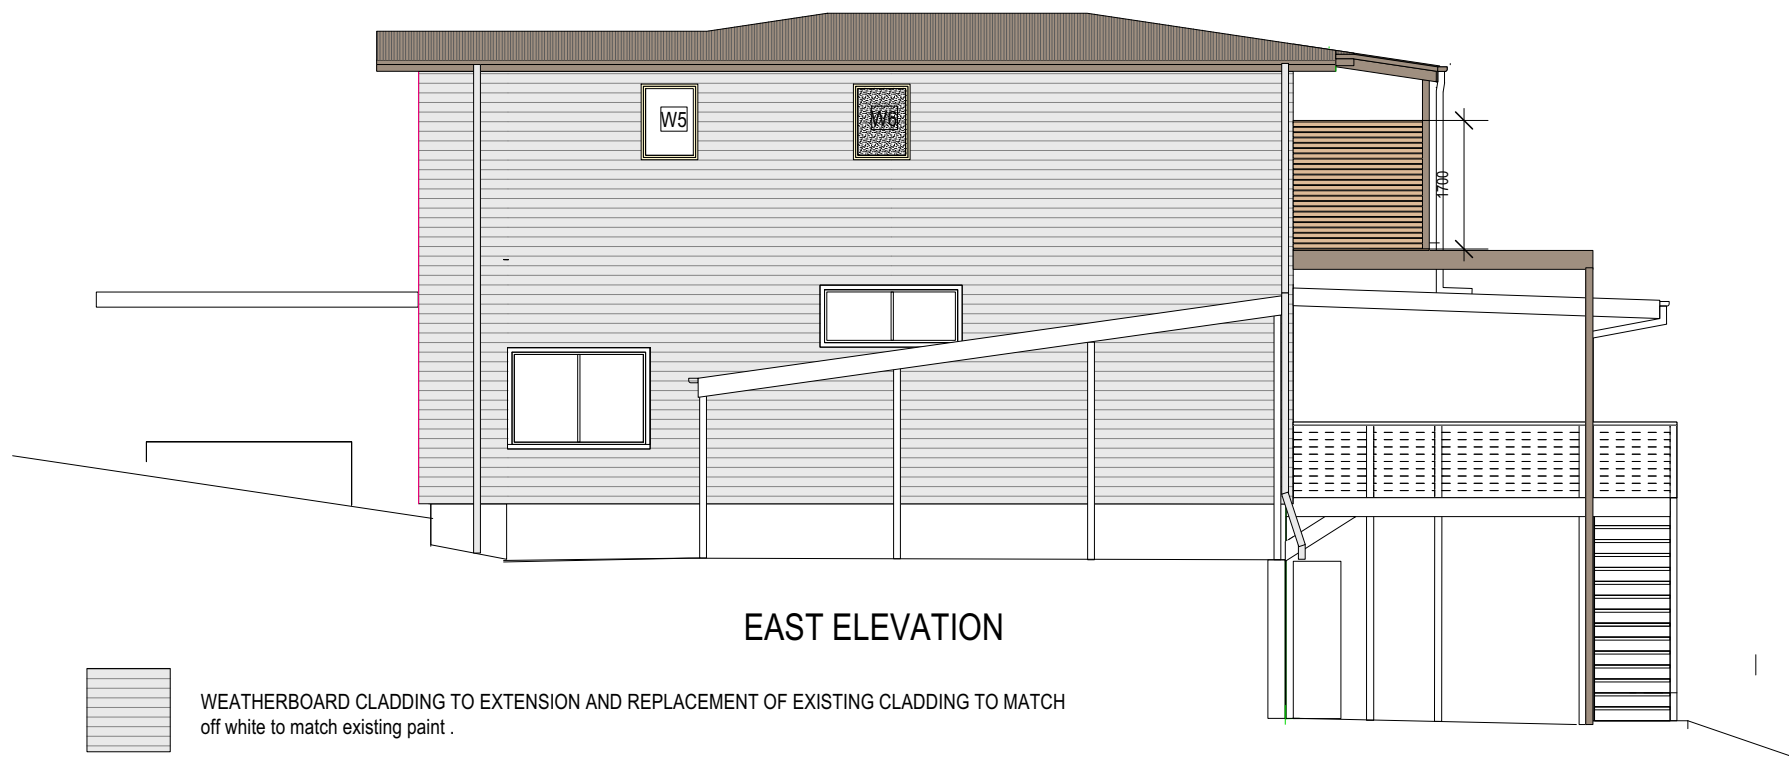 W5
W6
1700
EAST ELEVATION
WEATHERBOARD CLADDING TO EXTENSION AND REPLACEMENT OF EXISTING CLADDING TO MATCH
off white to match existing paint .